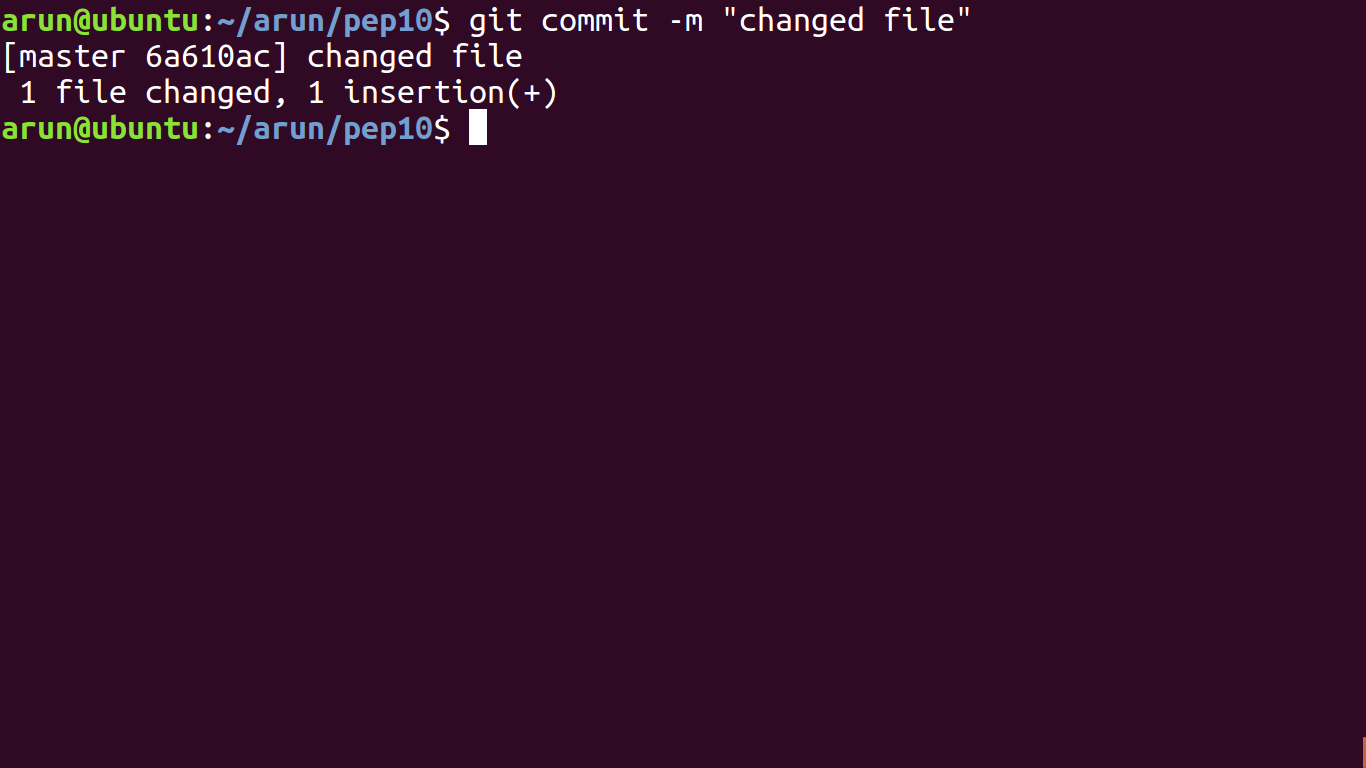 arun@ubuntu:~/arun/pep10$ git commit -m "changed file"
[master 6a610ac] changed file
 1 file changed, 1 insertion(+)
arun@ubuntu:~/arun/pep10$